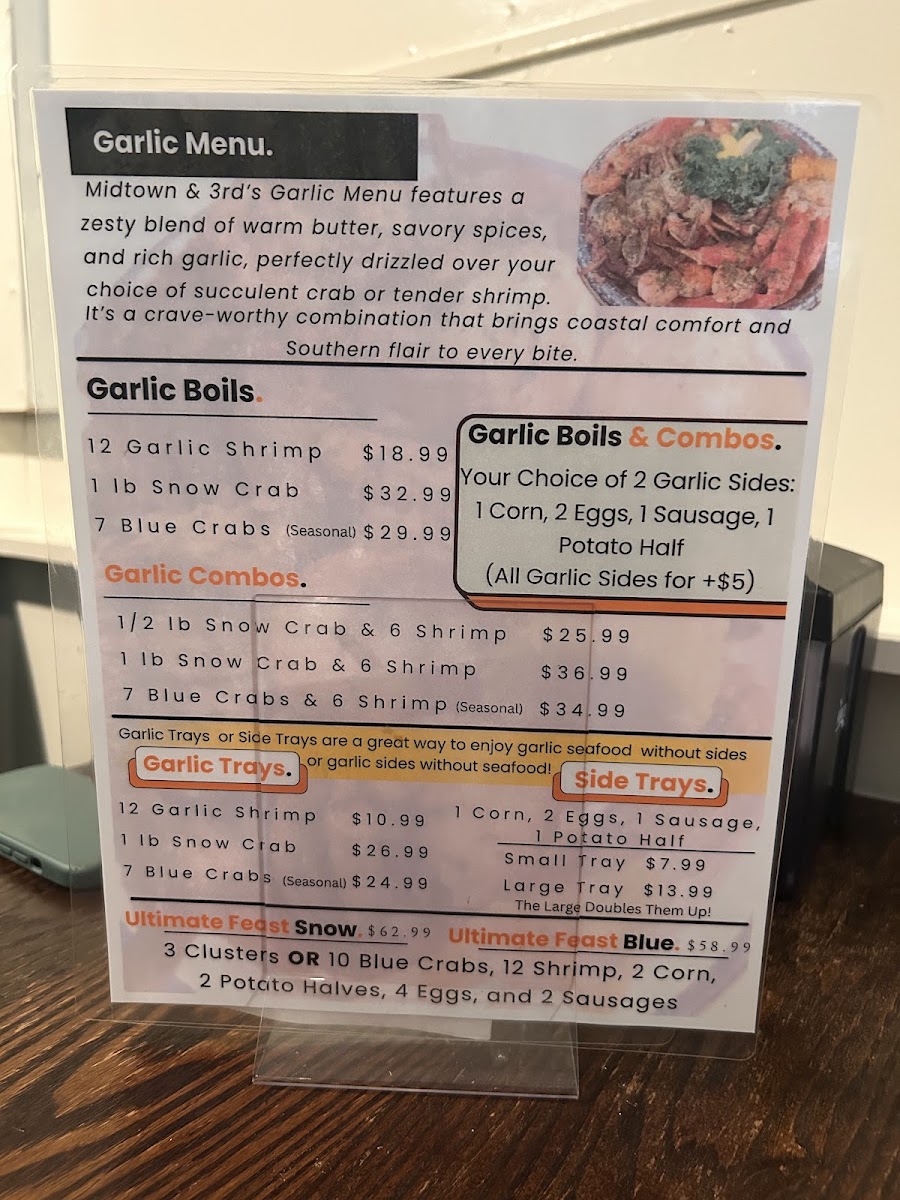 Garlic Menu.
Midtown & 3rd's Garlic Menu features a
zesty blend of warm butter, savory spices,
and rich garlic, perfectly drizzled over your
choice of succulent crab or tender shrimp.
It's a crave-worthy combination that brings coastal comfort and
Southern flair to every bite.
Garlic Boils.
12 Garlic Shrimp $18.99
1 lb Snow Crab $32.99
7 Blue Crabs (Seasonal) $29.99
Garlic Boils & Combos.
Your Choice of 2 Garlic Sides:
1 Corn, 2 Eggs, 1 Sausage, 1
Potato Half
(All Garlic Sides for +$5)
Garlic Combos.
1/2 lb Snow Crab & 6 Shrimp $25.99
1 lb Snow Crab & 6 Shrimp $36.99
7 Blue Crabs & 6 Shrimp (Seasonal) $34.99
Garlic Trays or Side Trays are a great way to enjoy garlic seafood without sides
or garlic sides without seafood!
Garlic Trays.
12 Garlic Shrimp $10.99
1 lb Snow Crab $26.99
7 Blue Crabs (Seasonal) $24.99
Side Trays.
1 Corn, 2 Eggs, 1 Sausage,
1 Potato Half
Small Tray $7.99
Large Tray $13.99
The Large Doubles Them Up!
Ultimate Feast Snow. $62.99 Ultimate Feast Blue. $58.99
3 Clusters OR 10 Blue Crabs, 12 Shrimp, 2 Corn,
2 Potato Halves, 4 Eggs, and 2 Sausages